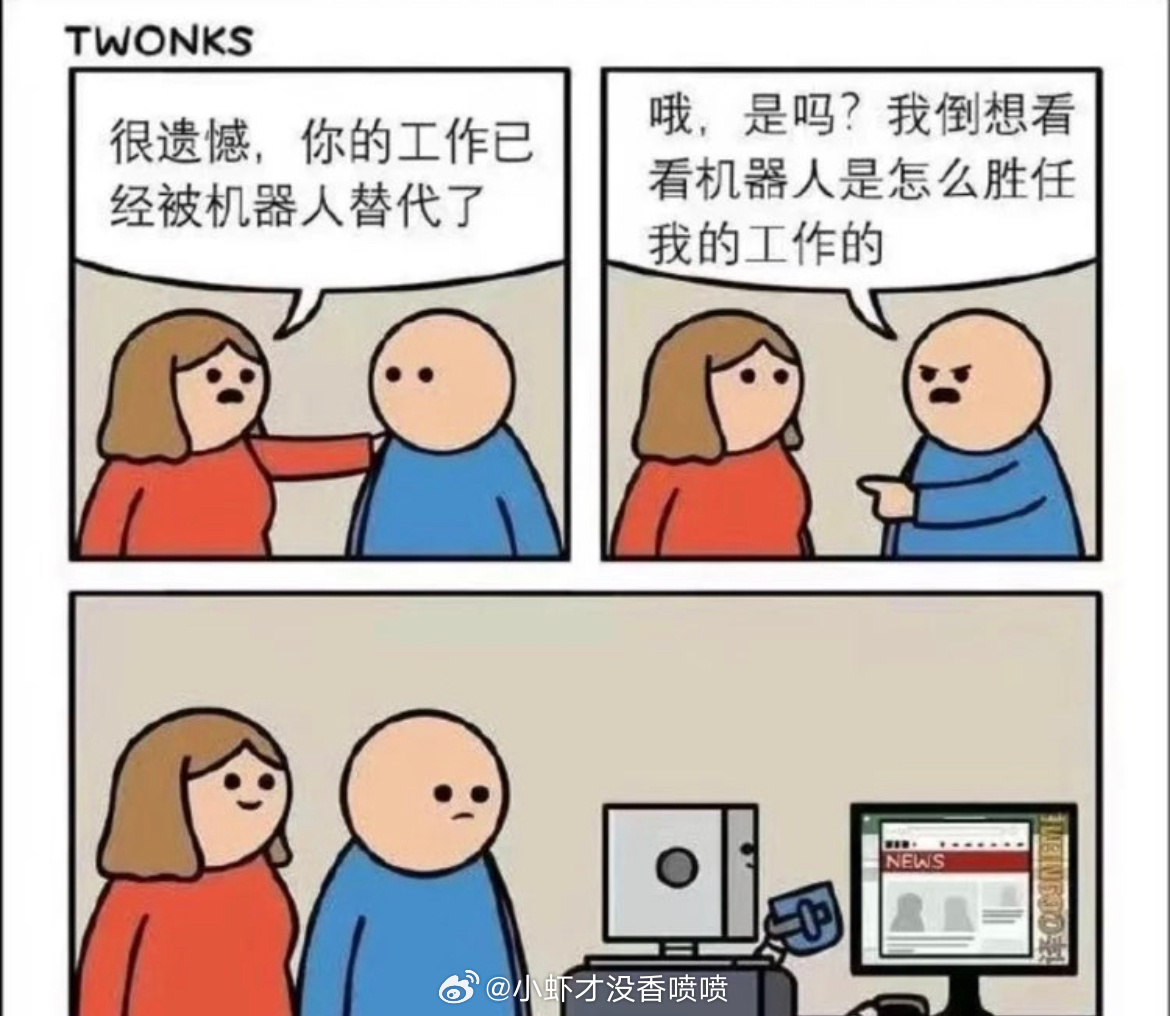 TWONKS
很遗憾，你的工作已
经被机器人替代了
哦，是吗？我倒想看
看机器人是怎么胜任
我的工作的
NEWS
@小虾才没香喷喷